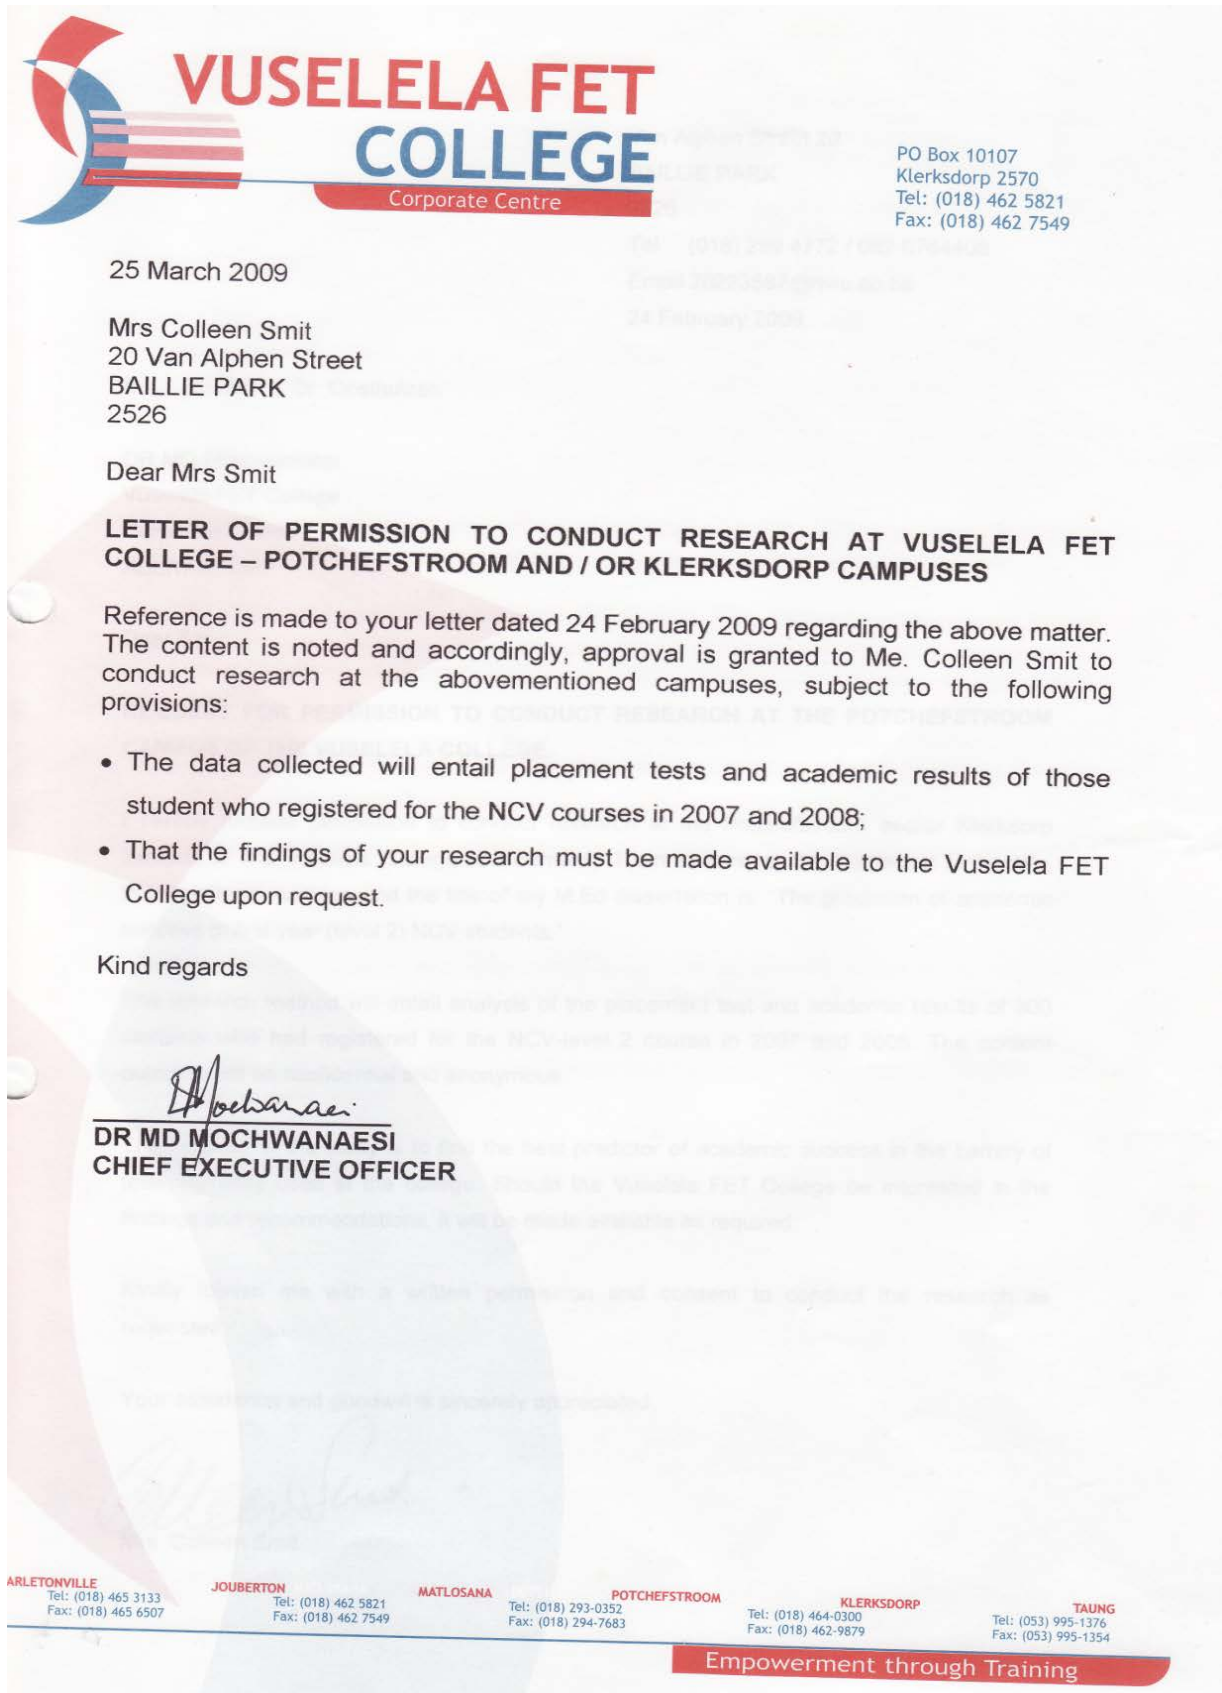 VUSELELA FET
COLLEGE
Corporate Centre
PO Box 10107
Klerksdorp 2570
Tel: (018) 462 5821
Fax: (018) 462 7549
25 March 2009
Mrs Colleen Smit
20 Van Alphen Street
BAILLIE PARK
2526
Dear Mrs Smit
LETTER OF PERMISSION TO CONDUCT RESEARCH AT VUSELELA FET
COLLEGE – POTCHEFSTROOM AND / OR KLERKSDORP CAMPUSES
Reference is made to your letter dated 24 February 2009 regarding the above matter.
The content is noted and accordingly, approval is granted to Me. Colleen Smit to
conduct research at the abovementioned campuses, subject to the following
provisions:
• The data collected will entail placement tests and academic results of those
student who registered for the NCV courses in 2007 and 2008;
• That the findings of your research must be made available to the Vuselela FET
College upon request.
Kind regards
DR MD MOCHWANAESI
CHIEF EXECUTIVE OFFICER
ARLETONVILLE
Tel: (018) 465 3133
Fax: (018) 465 6507
JOUBERTON
Tel: (018) 462 5821
Fax: (018) 462 7549
MATLOSANA
POTCHEFSTROOM
Tel: (018) 293-0352
Fax: (018) 294-7683
KLERKSDORP
Tel: (018) 464-0300
Fax: (018) 462-9879
TAUNG
Tel: (053) 995-1376
Fax: (053) 995-1354
Empowerment through Training